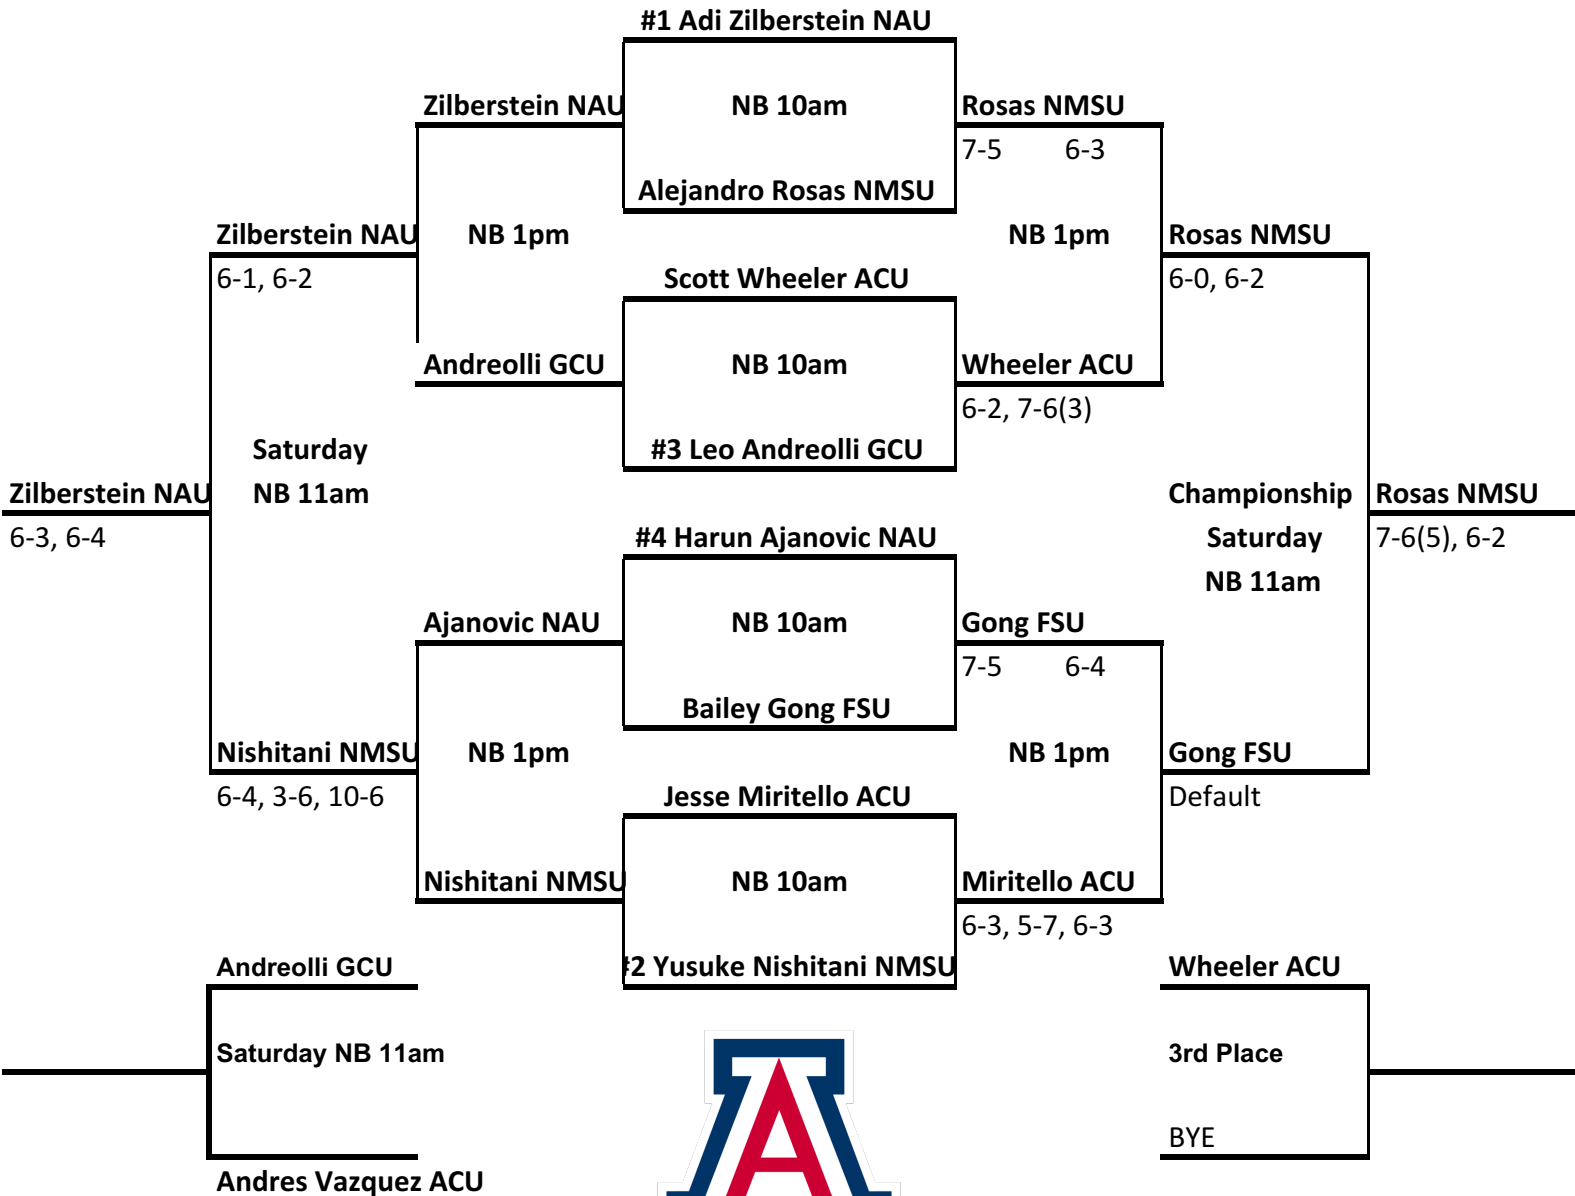 #1 Adi Zilberstein NAU
Zilberstein NAU NB 10am Rosas NMSU
7-5 6-3
Alejandro Rosas NMSU
Zilberstein NAU NB 1pm NB 1pm Rosas NMSU
6-1, 6-2 Scott Wheeler ACU 6-0, 6-2
Andreolli GCU NB 10am Wheeler ACU
6-2, 7-6(3)
Saturday #3 Leo Andreolli GCU
Zilberstein NAU NB 11am Championship Rosas NMSU
6-3, 6-4 #4 Harun Ajanovic NAU Saturday 7-6(5), 6-2
NB 11am
Ajanovic NAU NB 10am Gong FSU
7-5 6-4
Bailey Gong FSU
Nishitani NMSU NB 1pm NB 1pm Gong FSU
6-4, 3-6, 10-6 Jesse Miritello ACU Default
Nishitani NMSU NB 10am Miritello ACU
6-3, 5-7, 6-3
Andreolli GCU #2 Yusuke Nishitani NMSU Wheeler ACU
Saturday NB 11am 3rd Place
BYE
Andres Vazquez ACU
A